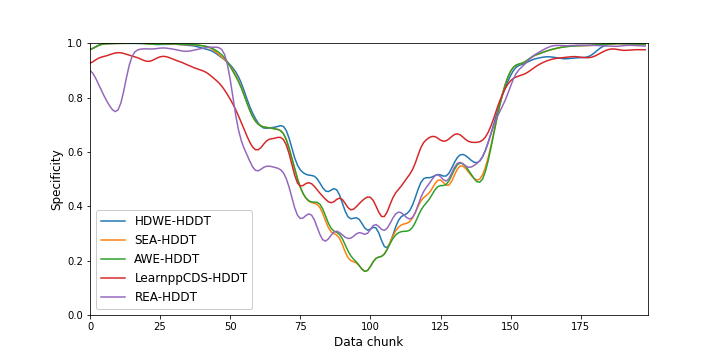 1.0
0.8
0.6
0.4
0.2
0.0
Specificity
HDWE-HDDT
SEA-HDDT
AWE-HDDT
LearnppCDS-HDDT
REA-HDDT
0 25 50 75 100 125 150 175
Data chunk